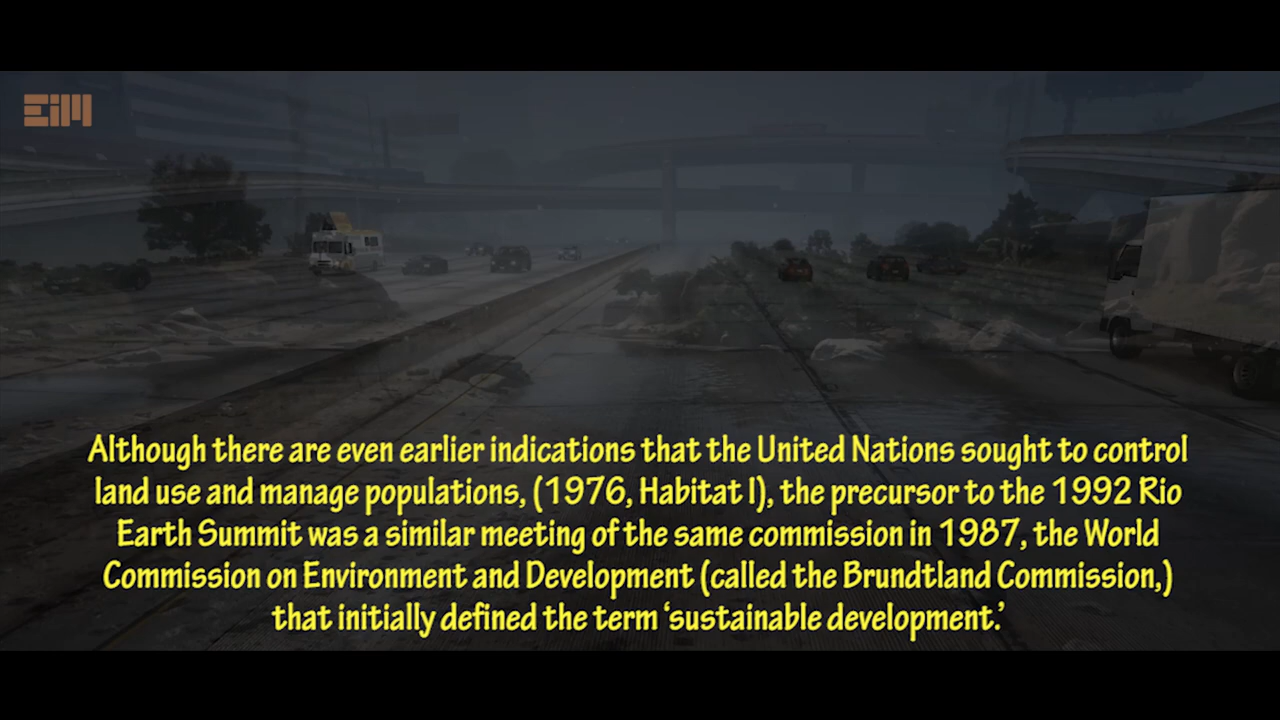 EiM
Although there are even earlier indications that the United Nations sought to control
land use and manage populations, (1976, Habitat I), the precursor to the 1992 Rio
Earth Summit was a similar meeting of the same commission in 1987, the World
Commission on Environment and Development (called the Brundtland Commission,)
that initially defined the term ‘sustainable development.’